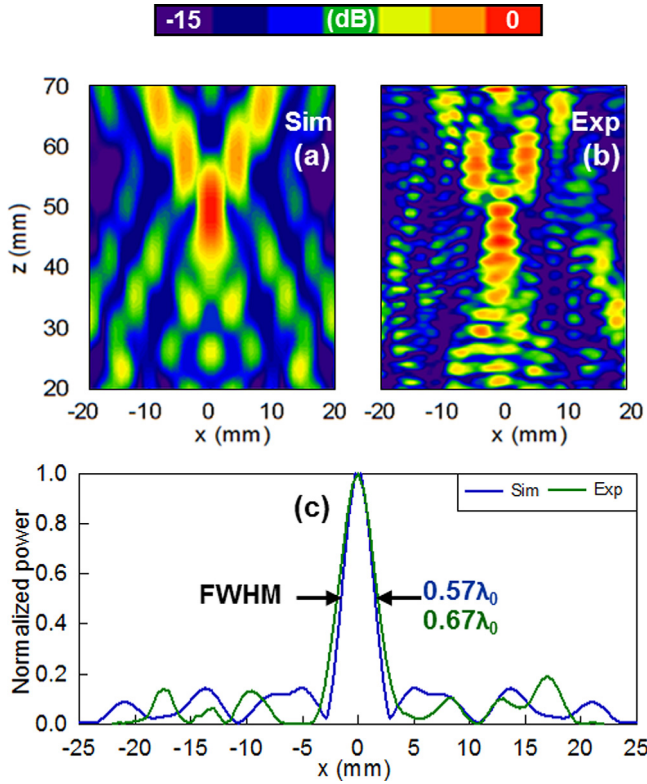 -15 (dB) 0
70
60
50
40
30
20
z (mm)
Sim
(a)
-20 -10 0 10 20
x (mm)
Exp
(b)
-20 -10 0 10 20
x (mm)
1.0
0.8
0.6
0.4
0.2
0.0
Normalized power
(c)
Sim Exp
FWHM
0.57λ₀
0.67λ₀
-25 -20 -15 -10 -5 0 5 10 15 20 25
x (mm)